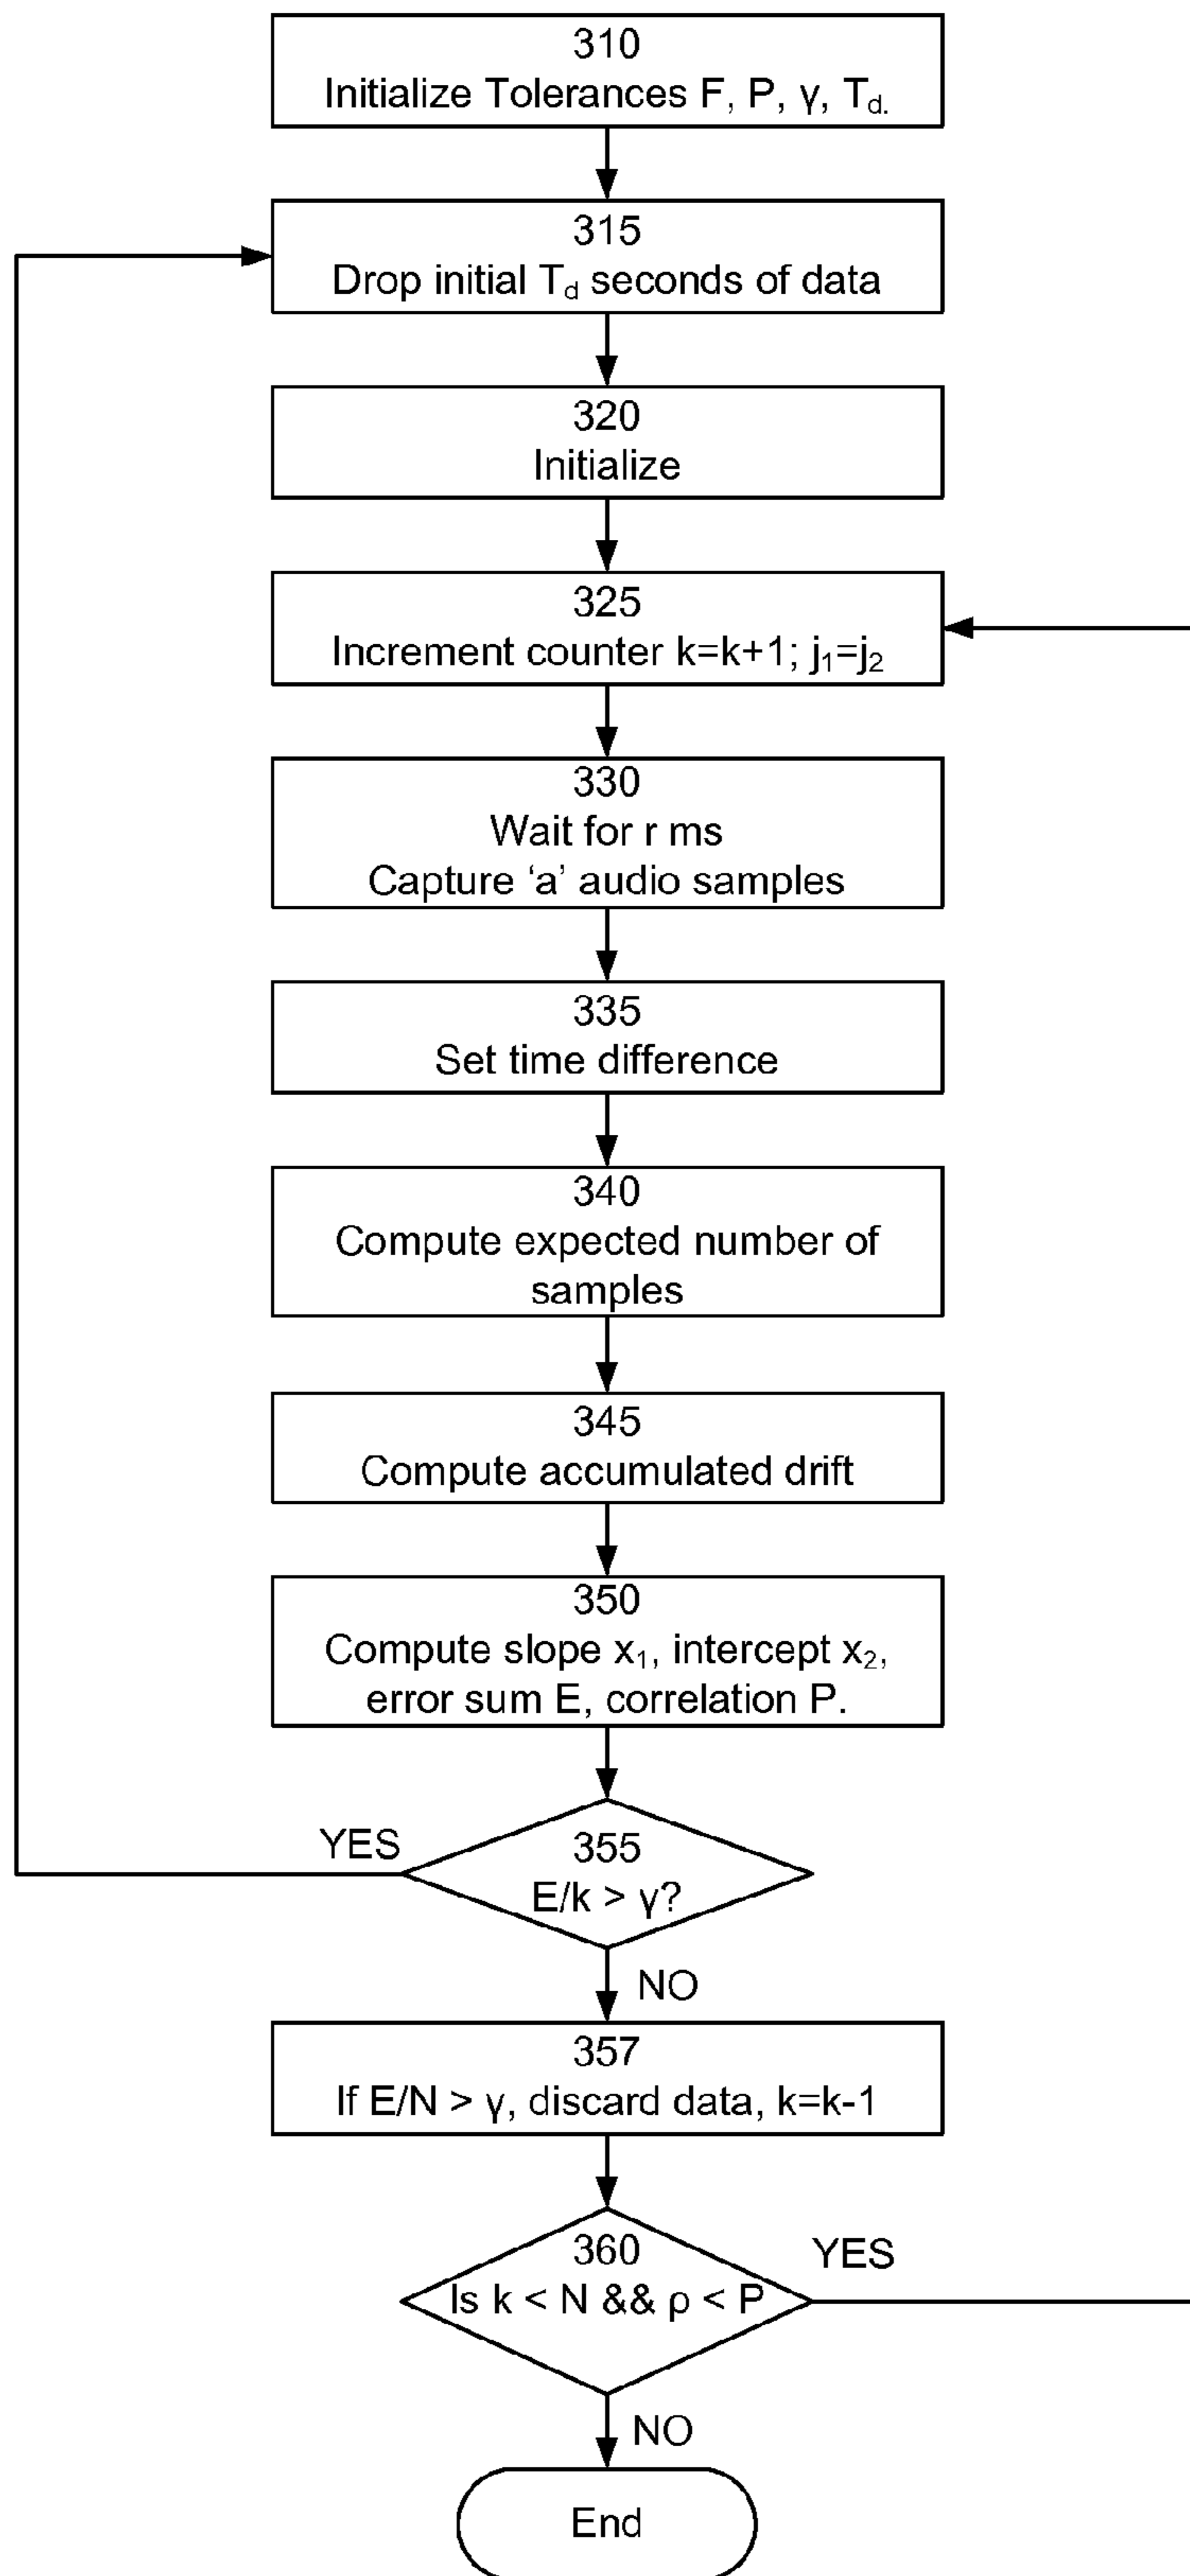 310
Initialize Tolerances F, P, γ, Td.
315
Drop initial Td seconds of data
320
Initialize
325
Increment counter k=k+1; j1=j2
330
Wait for r ms
Capture ‘a’ audio samples
335
Set time difference
340
Compute expected number of
samples
345
Compute accumulated drift
350
Compute slope x1, intercept x2,
error sum E, correlation P.
YES
355
E/k > γ?
NO
357
If E/N > γ, discard data, k=k-1
360
YES
Is k < N && ρ < P
NO
End